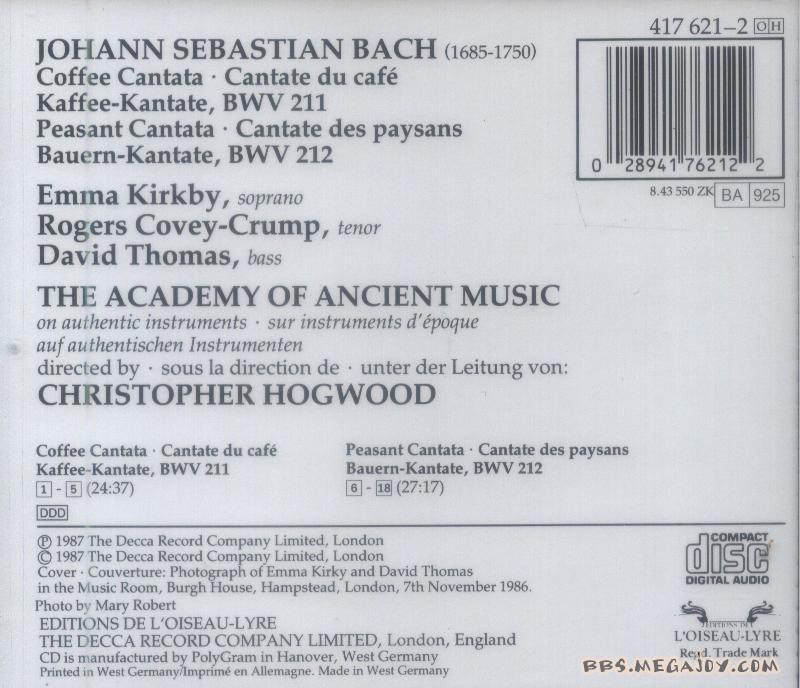 417 621-2 OH
JOHANN SEBASTIAN BACH (1685-1750)
Coffee Cantata · Cantate du café
Kaffee-Kantate, BWV 211
Peasant Cantata · Cantate des paysans
Bauern-Kantate, BWV 212
0 28941 76212 2
8.43 550 ZK BA 925
Emma Kirkby, soprano
Rogers Covey-Crump, tenor
David Thomas, bass
THE ACADEMY OF ANCIENT MUSIC
on authentic instruments · sur instruments d'époque
auf authentischen Instrumenten
directed by · sous la direction de · unter der Leitung von:
CHRISTOPHER HOGWOOD
Coffee Cantata · Cantate du café
Kaffee-Kantate, BWV 211
1 - 5 (24:37)
Peasant Cantata · Cantate des paysans
Bauern-Kantate, BWV 212
6 - 18 (27:17)
DDD
℗ 1987 The Decca Record Company Limited, London
© 1987 The Decca Record Company Limited, London
Cover · Couverture: Photograph of Emma Kirky and David Thomas
in the Music Room, Burgh House, Hampstead, London, 7th November 1986.
Photo by Mary Robert
EDITIONS DE L'OISEAU-LYRE
THE DECCA RECORD COMPANY LIMITED, London, England
CD is manufactured by PolyGram in Hanover, West Germany
Printed in West Germany/Imprimé en Allemagne. Made in West Germany
COMPACT
disc
DIGITAL AUDIO
EDITIONS DE
L'OISEAU-LYRE
Regd. Trade Mark
BBS.MEGAJOY.COM